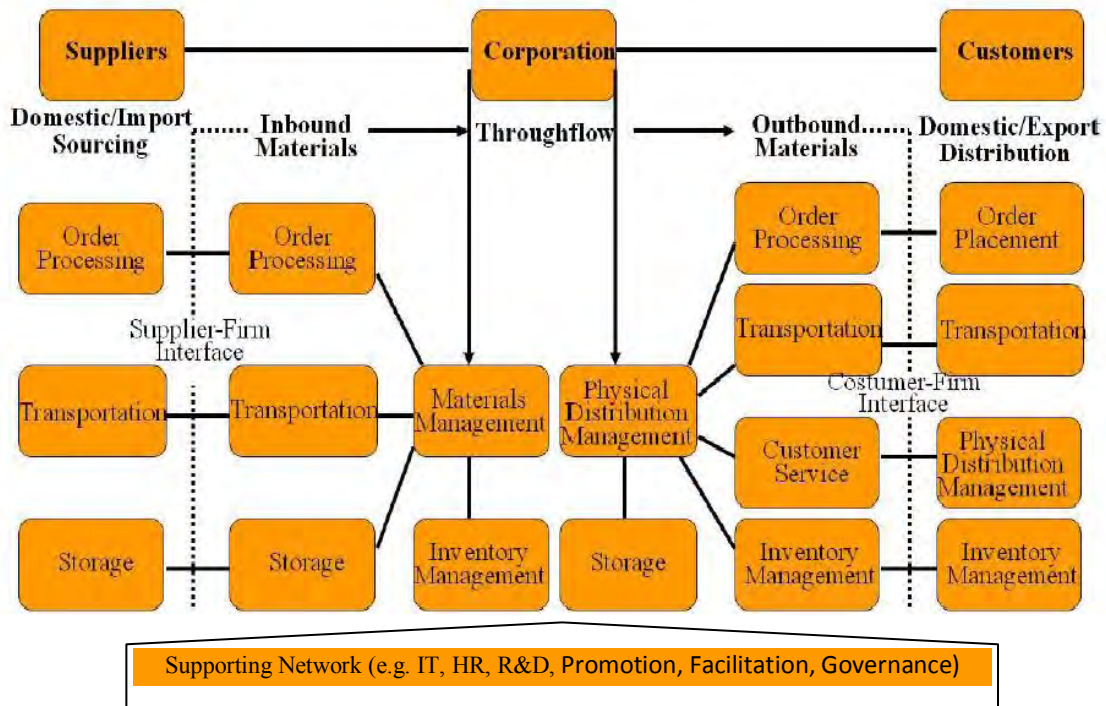 Suppliers
Corporation
Customers
Domestic/Import
Sourcing
Inbound
Materials
Throughflow
Outbound
Materials
Domestic/Export
Distribution
Order
Processing
Order
Processing
Order
Processing
Order
Placement
Supplier-Firm
Interface
Transportation
Transportation
Costumer-Firm
Interface
Transportation
Transportation
Materials
Management
Physical
Distribution
Management
Customer
Service
Physical
Distribution
Management
Storage
Storage
Inventory
Management
Storage
Inventory
Management
Inventory
Management
Supporting Network (e.g. IT, HR, R&D, Promotion, Facilitation, Governance)